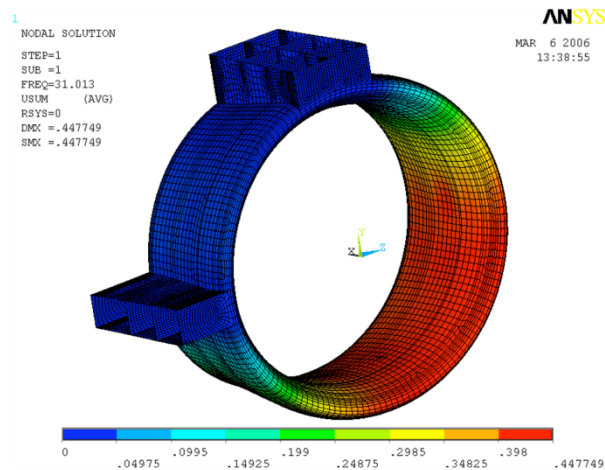 1
ANSYS
NODAL SOLUTION
MAR 6 2006
13:38:55
STEP=1
SUB =1
FREQ=31.013
USUM (AVG)
RSYS=0
DMX =.447749
SMX =.447749
Y
X Z
0 .0995 .199 .2985 .398
.04975 .14925 .24875 .34825 .447749